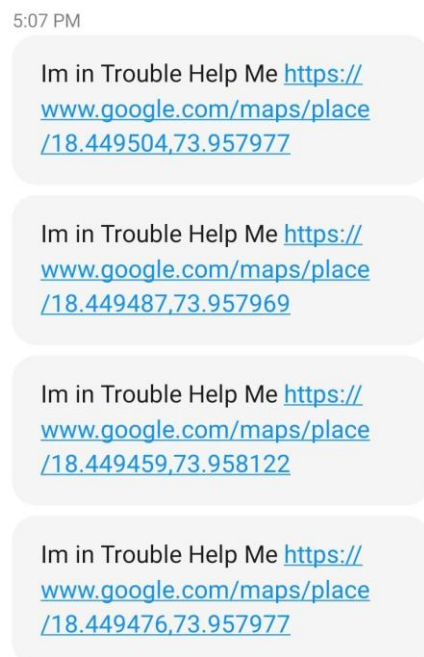 5:07 PM
Im in Trouble Help Me https://
www.google.com/maps/place
/18.449504,73.957977
Im in Trouble Help Me https://
www.google.com/maps/place
/18.449487,73.957969
Im in Trouble Help Me https://
www.google.com/maps/place
/18.449459,73.958122
Im in Trouble Help Me https://
www.google.com/maps/place
/18.449476,73.957977